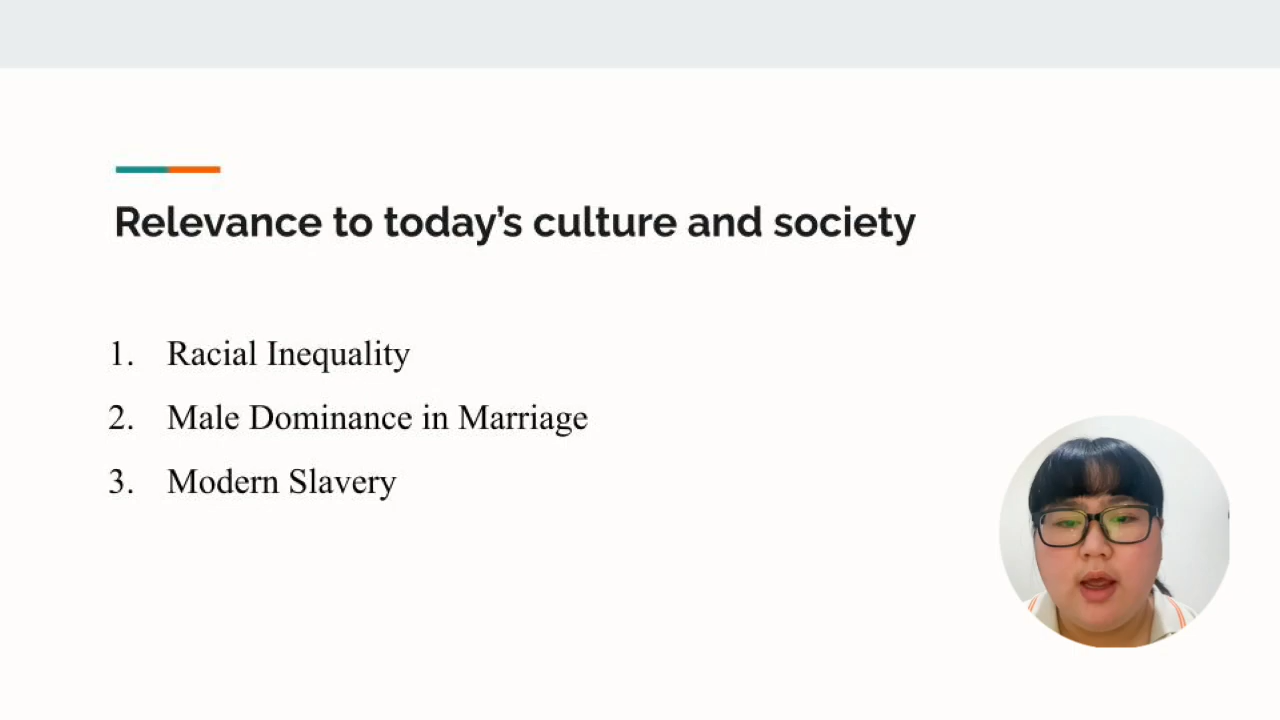 Relevance to today’s culture and society
1. Racial Inequality
2. Male Dominance in Marriage
3. Modern Slavery